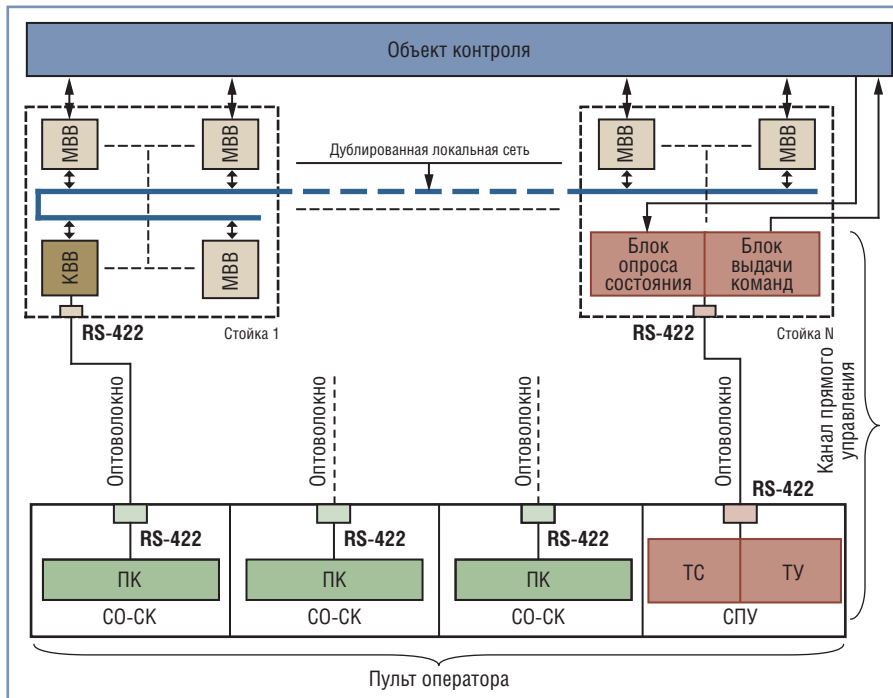 Объект контроля
МВВ
МВВ
МВВ
МВВ
Дублированная локальная сеть
КВВ
МВВ
Блок
опроса
состояния
Блок
выдачи
команд
RS-422
Стойка 1
RS-422
Стойка N
Оптоволокно
Оптоволокно
Оптоволокно
Оптоволокно
Канал прямого
управления
RS-422
RS-422
RS-422
RS-422
ПК
ПК
ПК
ТС
ТУ
СО-СК
СО-СК
СО-СК
СПУ
Пульт оператора